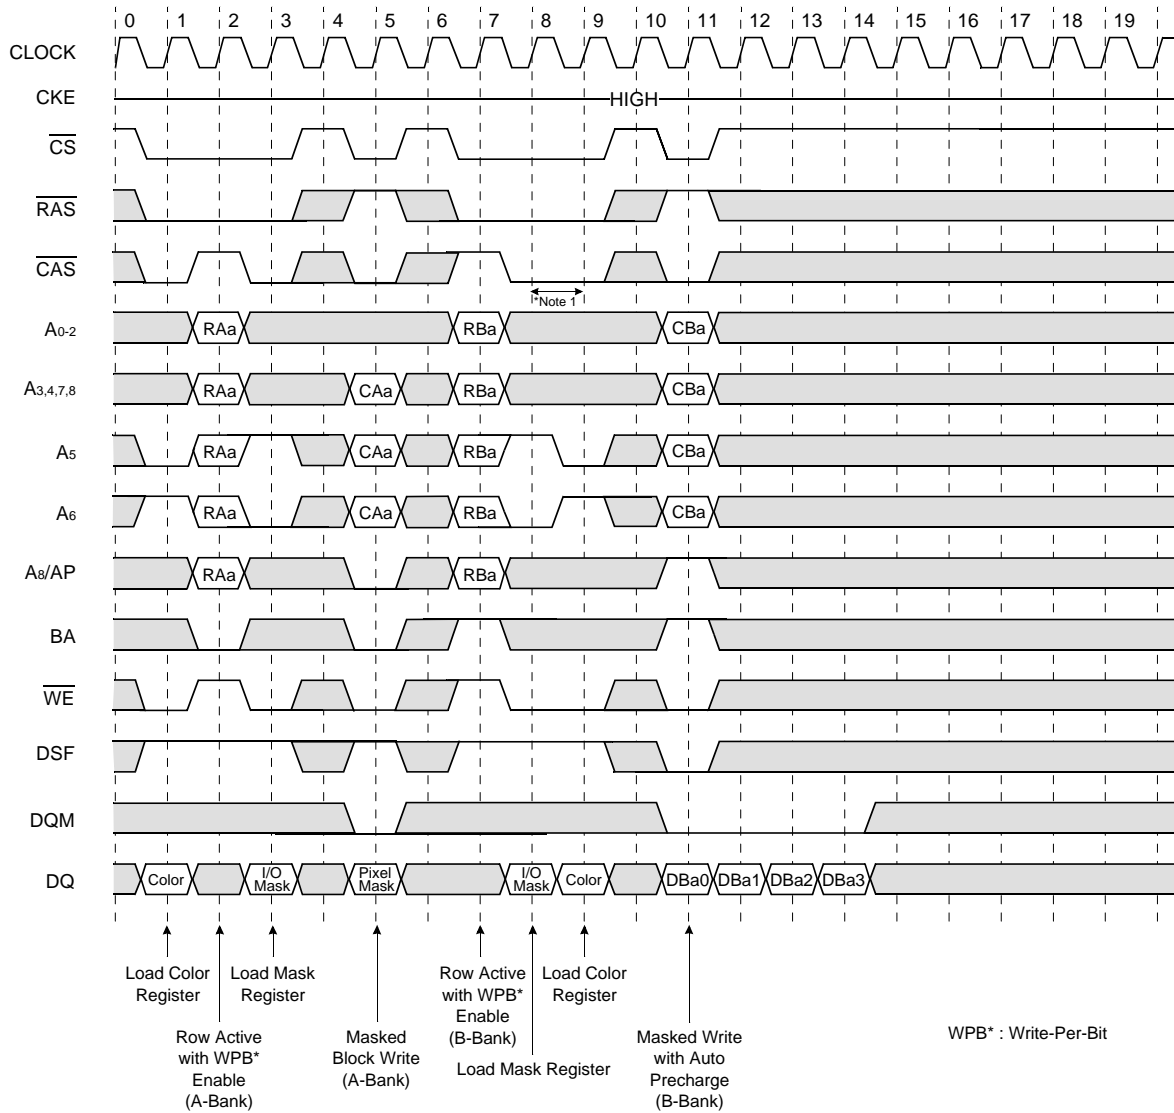 0 1 2 3 4 5 6 7 8 9 10 11 12 13 14 15 16 17 18 19
CLOCK
CKE HIGH
CS
RAS
CAS
*Note 1
A0-2 RAa RBa CBa
A3,4,7,8 RAa CAa RBa CBa
A5 RAa CAa RBa CBa
A6 RAa CAa RBa CBa
A8/AP RAa RBa
BA
WE
DSF
DQM
DQ Color I/O Mask Pixel Mask I/O Mask Color DBa0 DBa1 DBa2 DBa3
Load Color
Register
Load Mask
Register
Row Active
with WPB*
Enable
(B-Bank)
Load Color
Register
Row Active
with WPB*
Enable
(A-Bank)
Masked
Block Write
(A-Bank)
Load Mask Register
Masked Write
with Auto
Precharge
(B-Bank)
WPB* : Write-Per-Bit